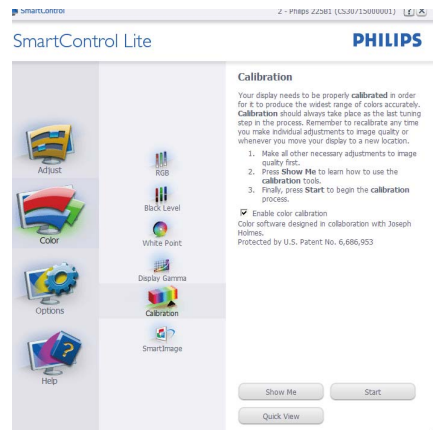 SmartControl
2 - Philips 225B1 (CS30715000001)
SmartControl Lite
PHILIPS
Adjust
Color
Options
Help
RGB
Black Level
White Point
Display Gamma
Calibration
SmartImage
Calibration
Your display needs to be properly calibrated in order
for it to produce the widest range of colors accurately.
Calibration should always take place as the last tuning
step in the process. Remember to recalibrate any time
you make individual adjustments to image quality or
whenever you move your display to a new location.
1. Make all other necessary adjustments to image
quality first.
2. Press Show Me to learn how to use the
calibration tools.
3. Finally, press Start to begin the calibration
process.
Enable color calibration
Color software designed in collaboration with Joseph
Holmes.
Protected by U.S. Patent No. 6,686,953
Show Me
Start
Quick View